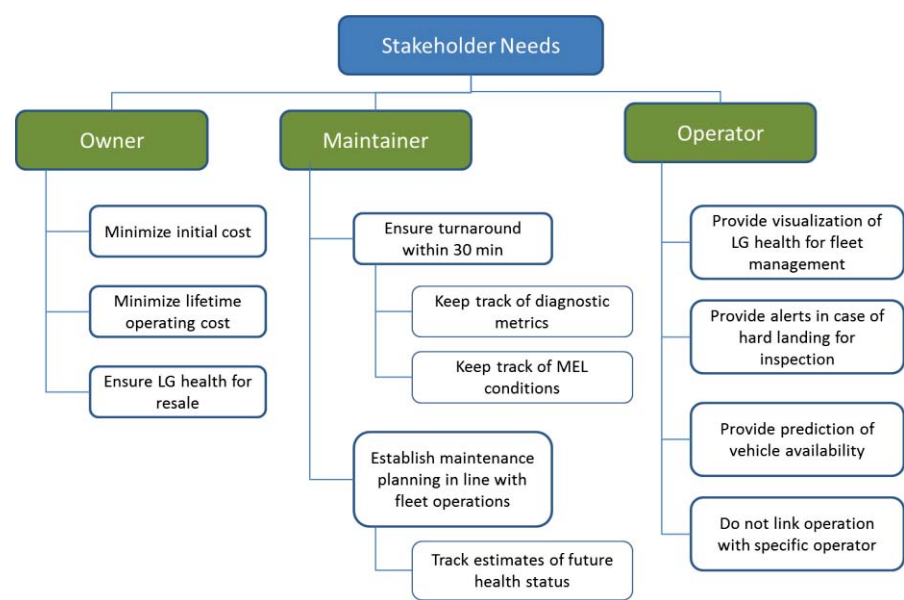 Stakeholder Needs
Owner
Minimize initial cost
Minimize lifetime
operating cost
Ensure LG health for
resale
Maintainer
Ensure turnaround
within 30 min
Keep track of diagnostic
metrics
Keep track of MEL
conditions
Establish maintenance
planning in line with
fleet operations
Track estimates of future
health status
Operator
Provide visualization of
LG health for fleet
management
Provide alerts in case of
hard landing for
inspection
Provide prediction of
vehicle availability
Do not link operation
with specific operator